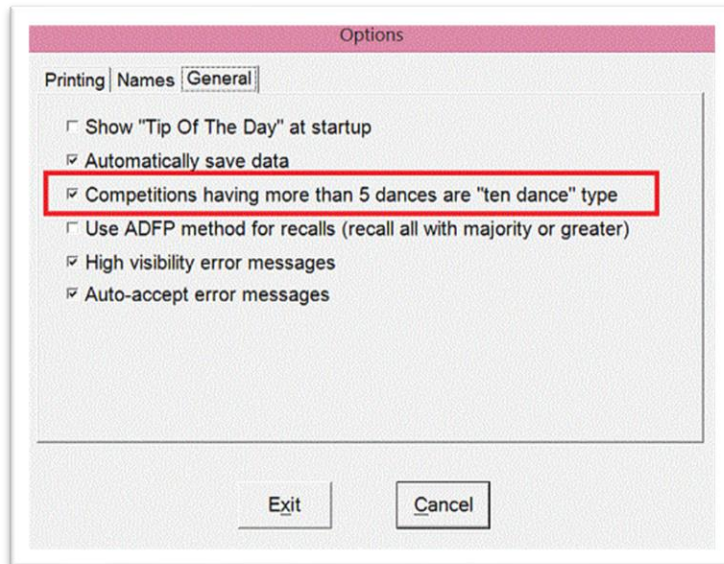 Options
Printing Names General
Show "Tip Of The Day" at startup
Automatically save data
Competitions having more than 5 dances are "ten dance" type
Use ADFP method for recalls (recall all with majority or greater)
High visibility error messages
Auto-accept error messages
Exit Cancel